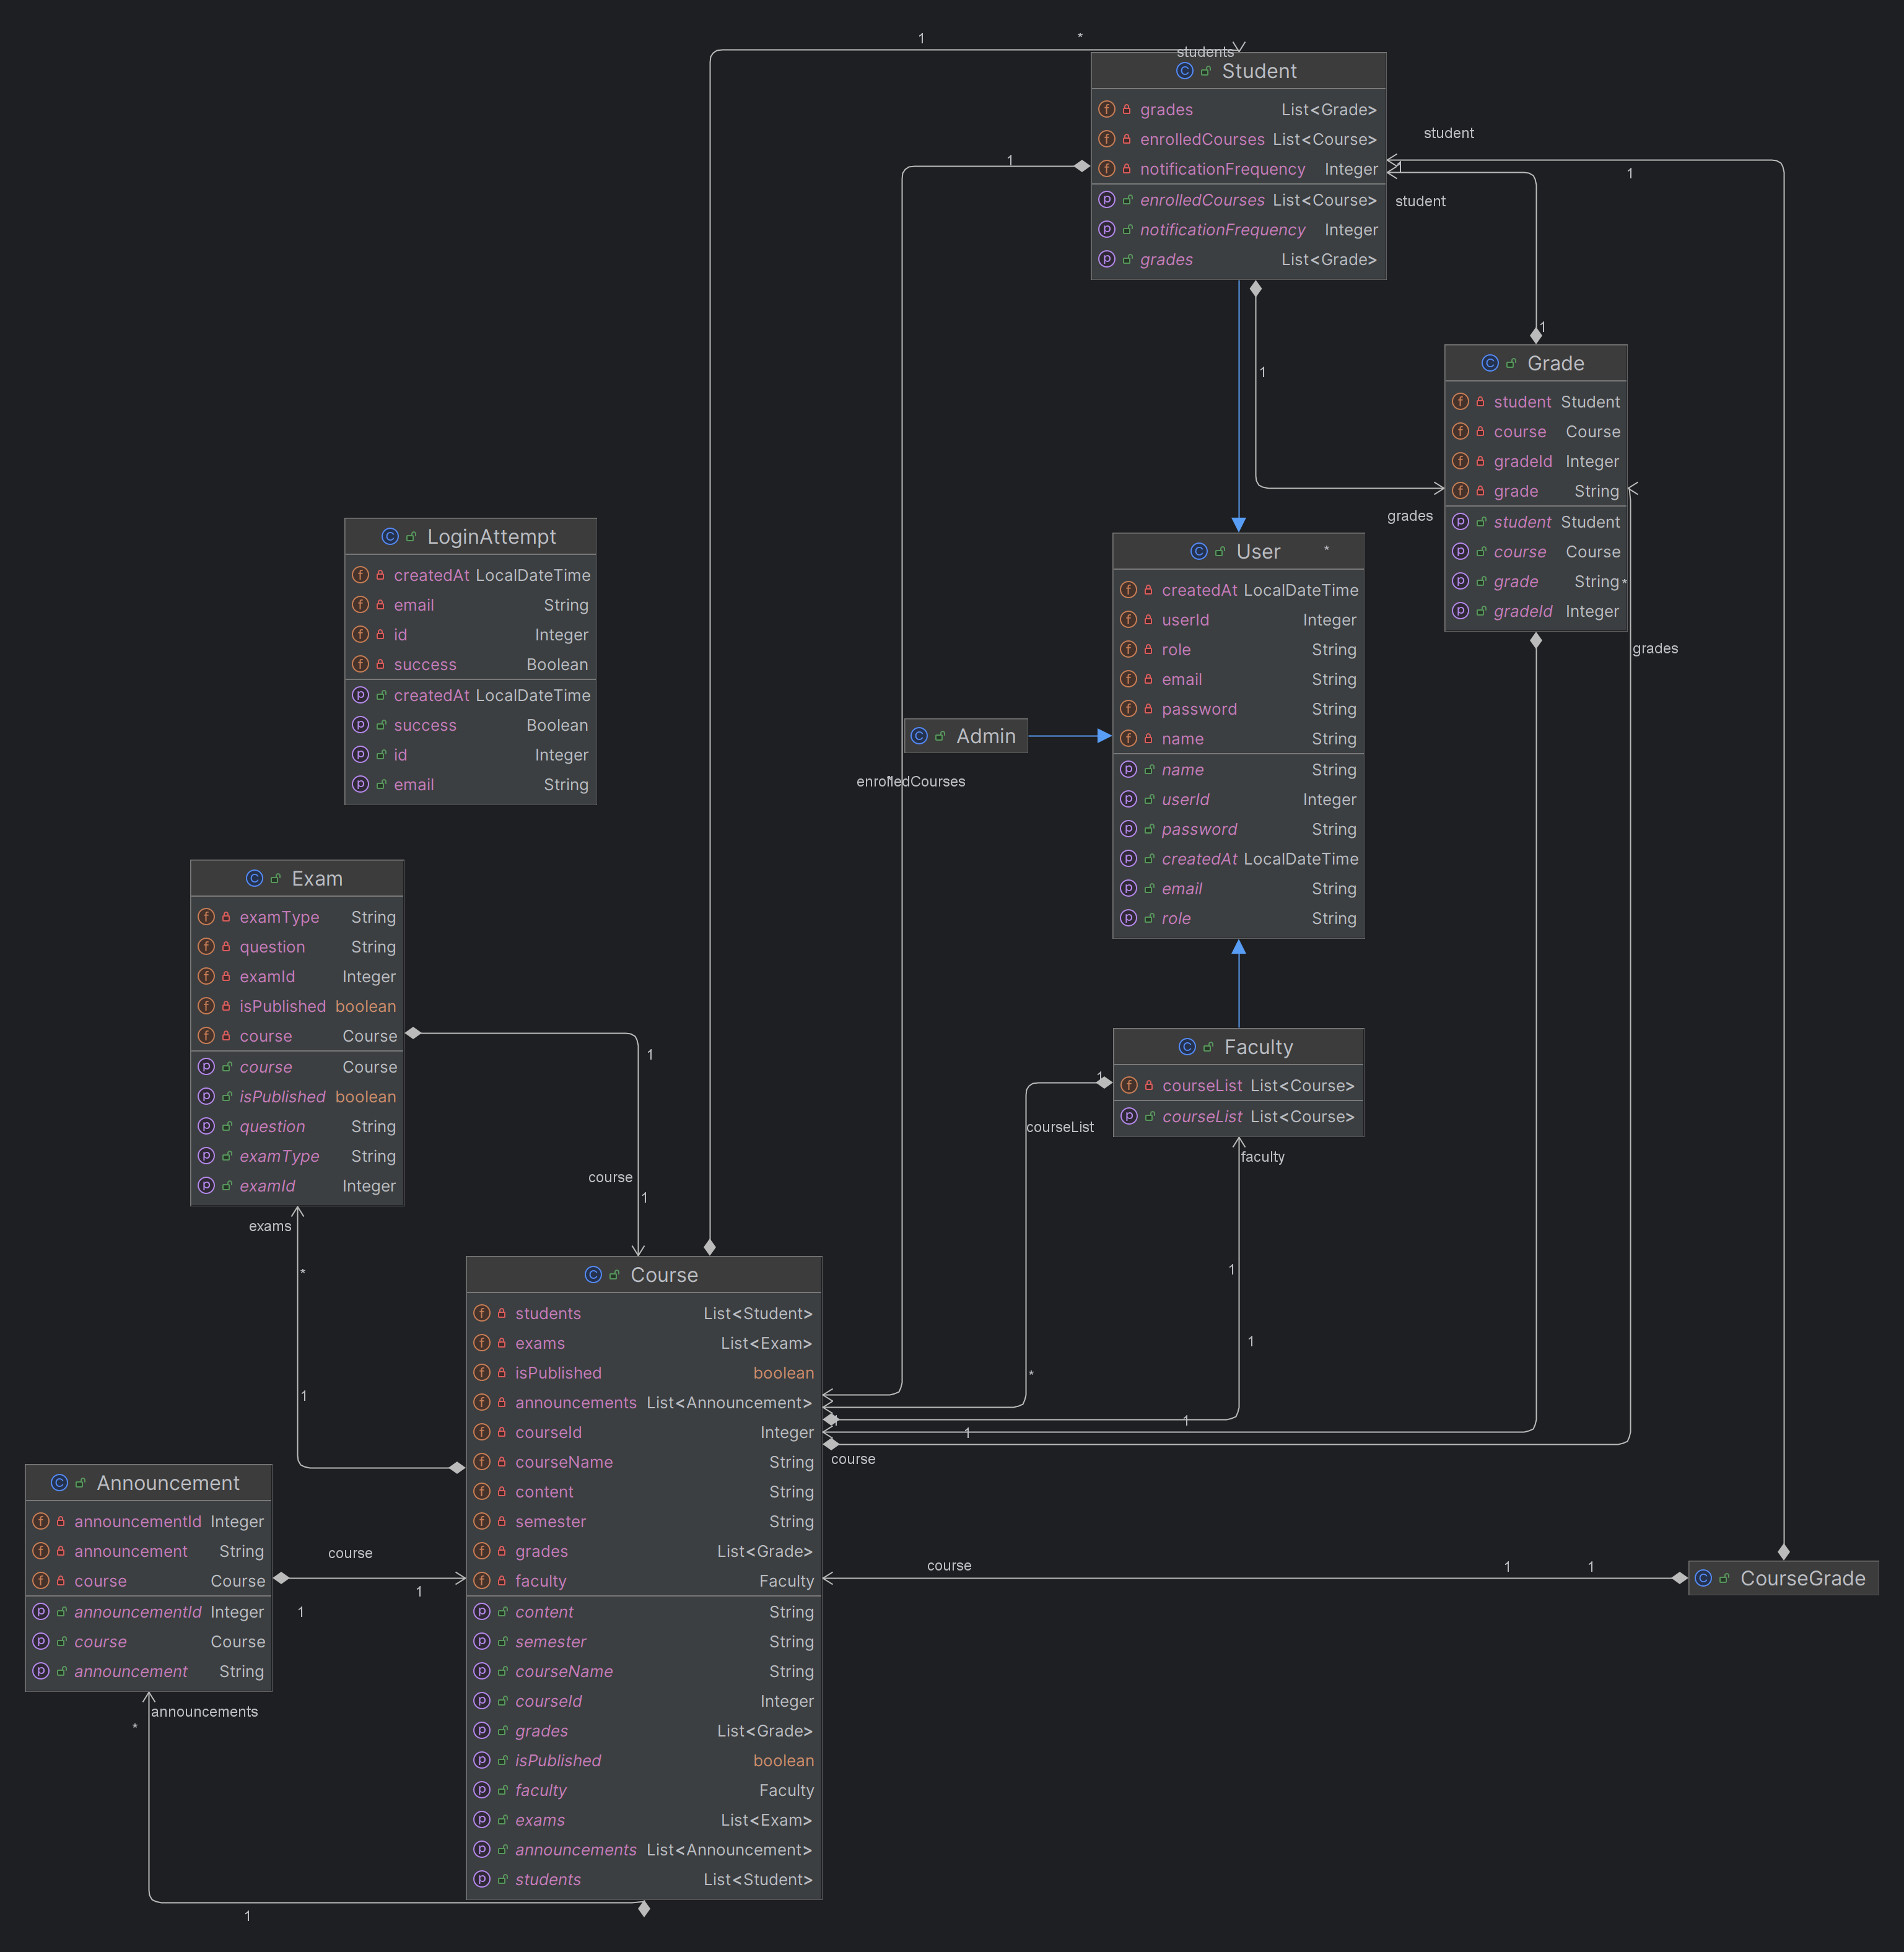 1
*
students
Student
grades List<Grade>
enrolledCourses List<Course>
notificationFrequency Integer
enrolledCourses List<Course>
notificationFrequency Integer
grades List<Grade>
student
1
1
student
1
1
1
Grade
student Student
course Course
gradeId Integer
grade String
student Student
course Course
grade String
*
gradeId Integer
grades
grades
LoginAttempt
createdAt LocalDateTime
email String
id Integer
success Boolean
createdAt LocalDateTime
success Boolean
id Integer
email String
User
*
createdAt LocalDateTime
userId Integer
role String
email String
password String
name String
name String
userId Integer
password String
createdAt LocalDateTime
email String
role String
Admin
enrolledCourses
*
Exam
examType String
question String
examId Integer
isPublished boolean
course Course
course Course
isPublished boolean
question String
examType String
examId Integer
1
course
1
exams
*
1
Faculty
courseList List<Course>
courseList List<Course>
1
courseList
faculty
1
1
*
1
1
1
course
Course
students List<Student>
exams List<Exam>
isPublished boolean
announcements List<Announcement>
courseId Integer
courseName String
content String
semester String
grades List<Grade>
faculty Faculty
content String
semester String
courseName String
courseId Integer
grades List<Grade>
isPublished boolean
faculty Faculty
exams List<Exam>
announcements List<Announcement>
students List<Student>
Announcement
announcementId Integer
announcement String
course Course
announcementId Integer
course Course
announcement String
course
1
1
announcements
*
1
course
1
1
CourseGrade